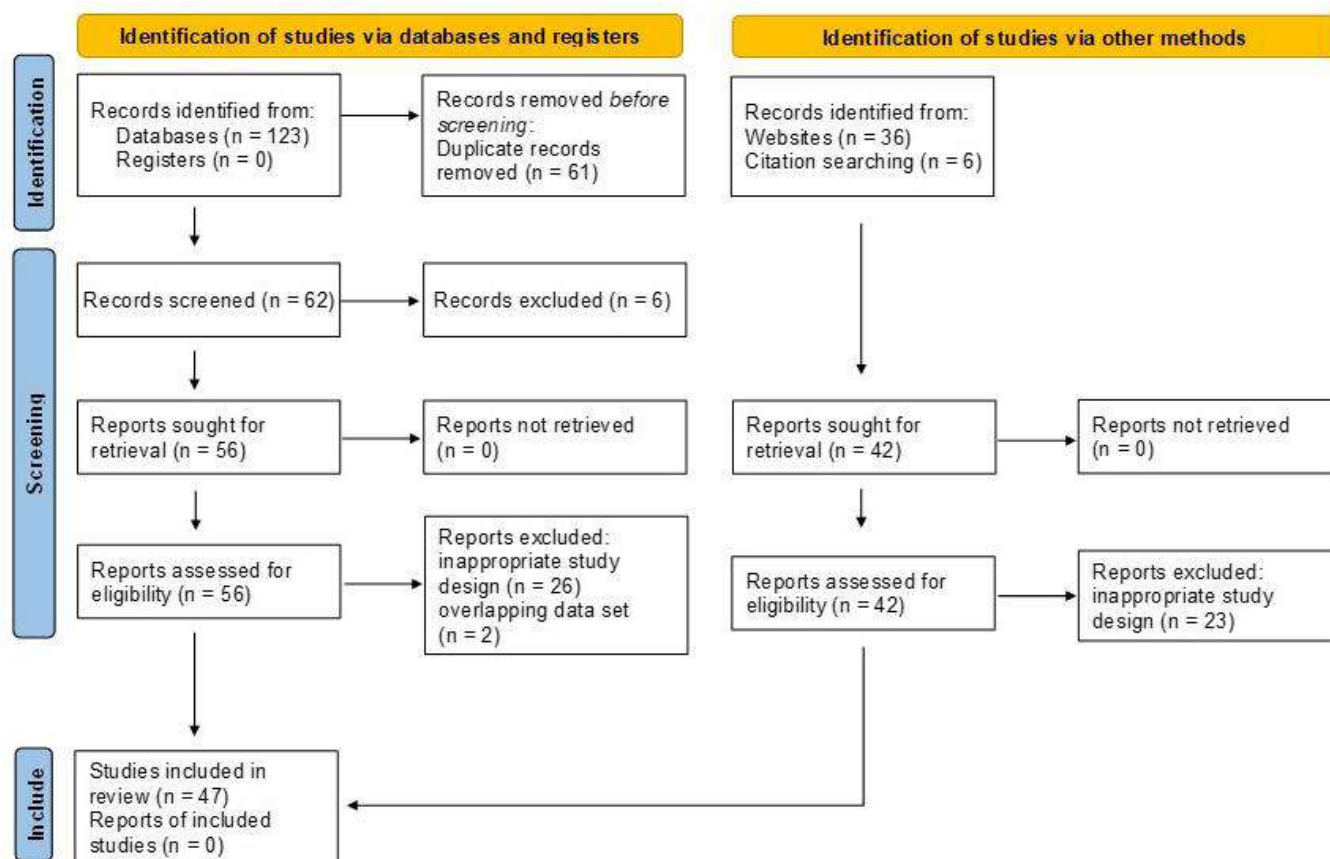 Identification of studies via databases and registers
Identification of studies via other methods
Identification
Records identified from:
Databases (n = 123)
Registers (n = 0)
Records removed before
screening:
Duplicate records
removed (n = 61)
Records identified from:
Websites (n = 36)
Citation searching (n = 6)
Screening
Records screened (n = 62)
Records excluded (n = 6)
Reports sought for
retrieval (n = 56)
Reports not retrieved
(n = 0)
Reports sought for
retrieval (n = 42)
Reports not retrieved
(n = 0)
Reports assessed for
eligibility (n = 56)
Reports excluded:
inappropriate study
design (n = 26)
overlapping data set
(n = 2)
Reports assessed for
eligibility (n = 42)
Reports excluded:
inappropriate study
design (n = 23)
Include
Studies included in
review (n = 47)
Reports of included
studies (n = 0)